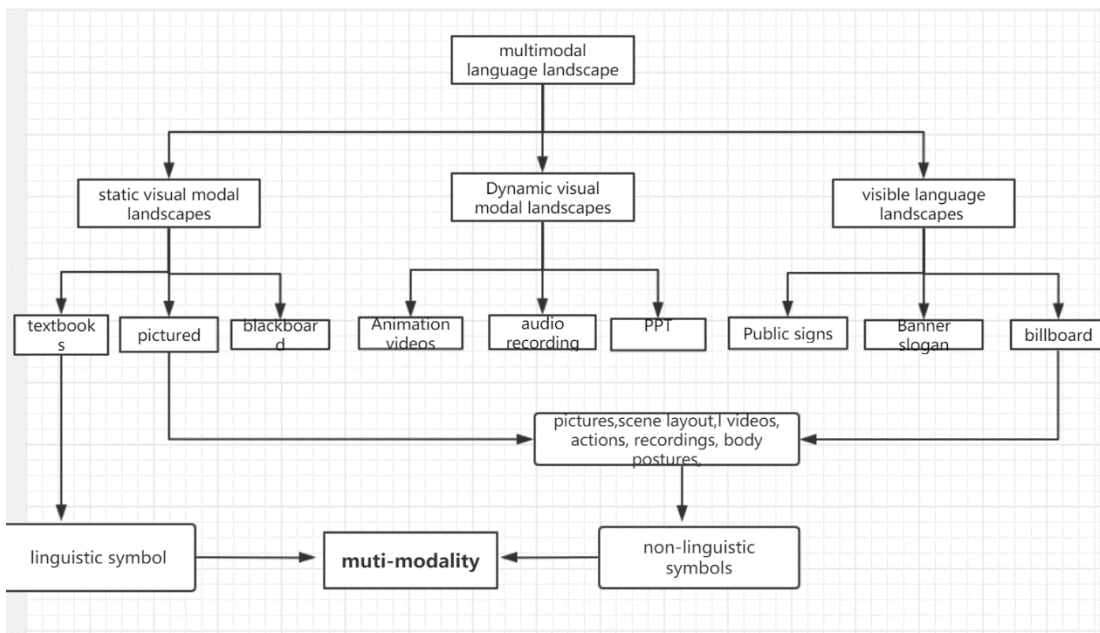 multimodal
language landscape
static visual modal
landscapes
Dynamic visual
modal landscapes
visible language
landscapes
textbook
s
pictured
blackboar
d
Animation
videos
audio
recording
PPT
Public signs
Banner
slogan
billboard
pictures,scene layout,l videos,
actions, recordings, body
postures,
linguistic symbol
muti-modality
non-linguistic
symbols